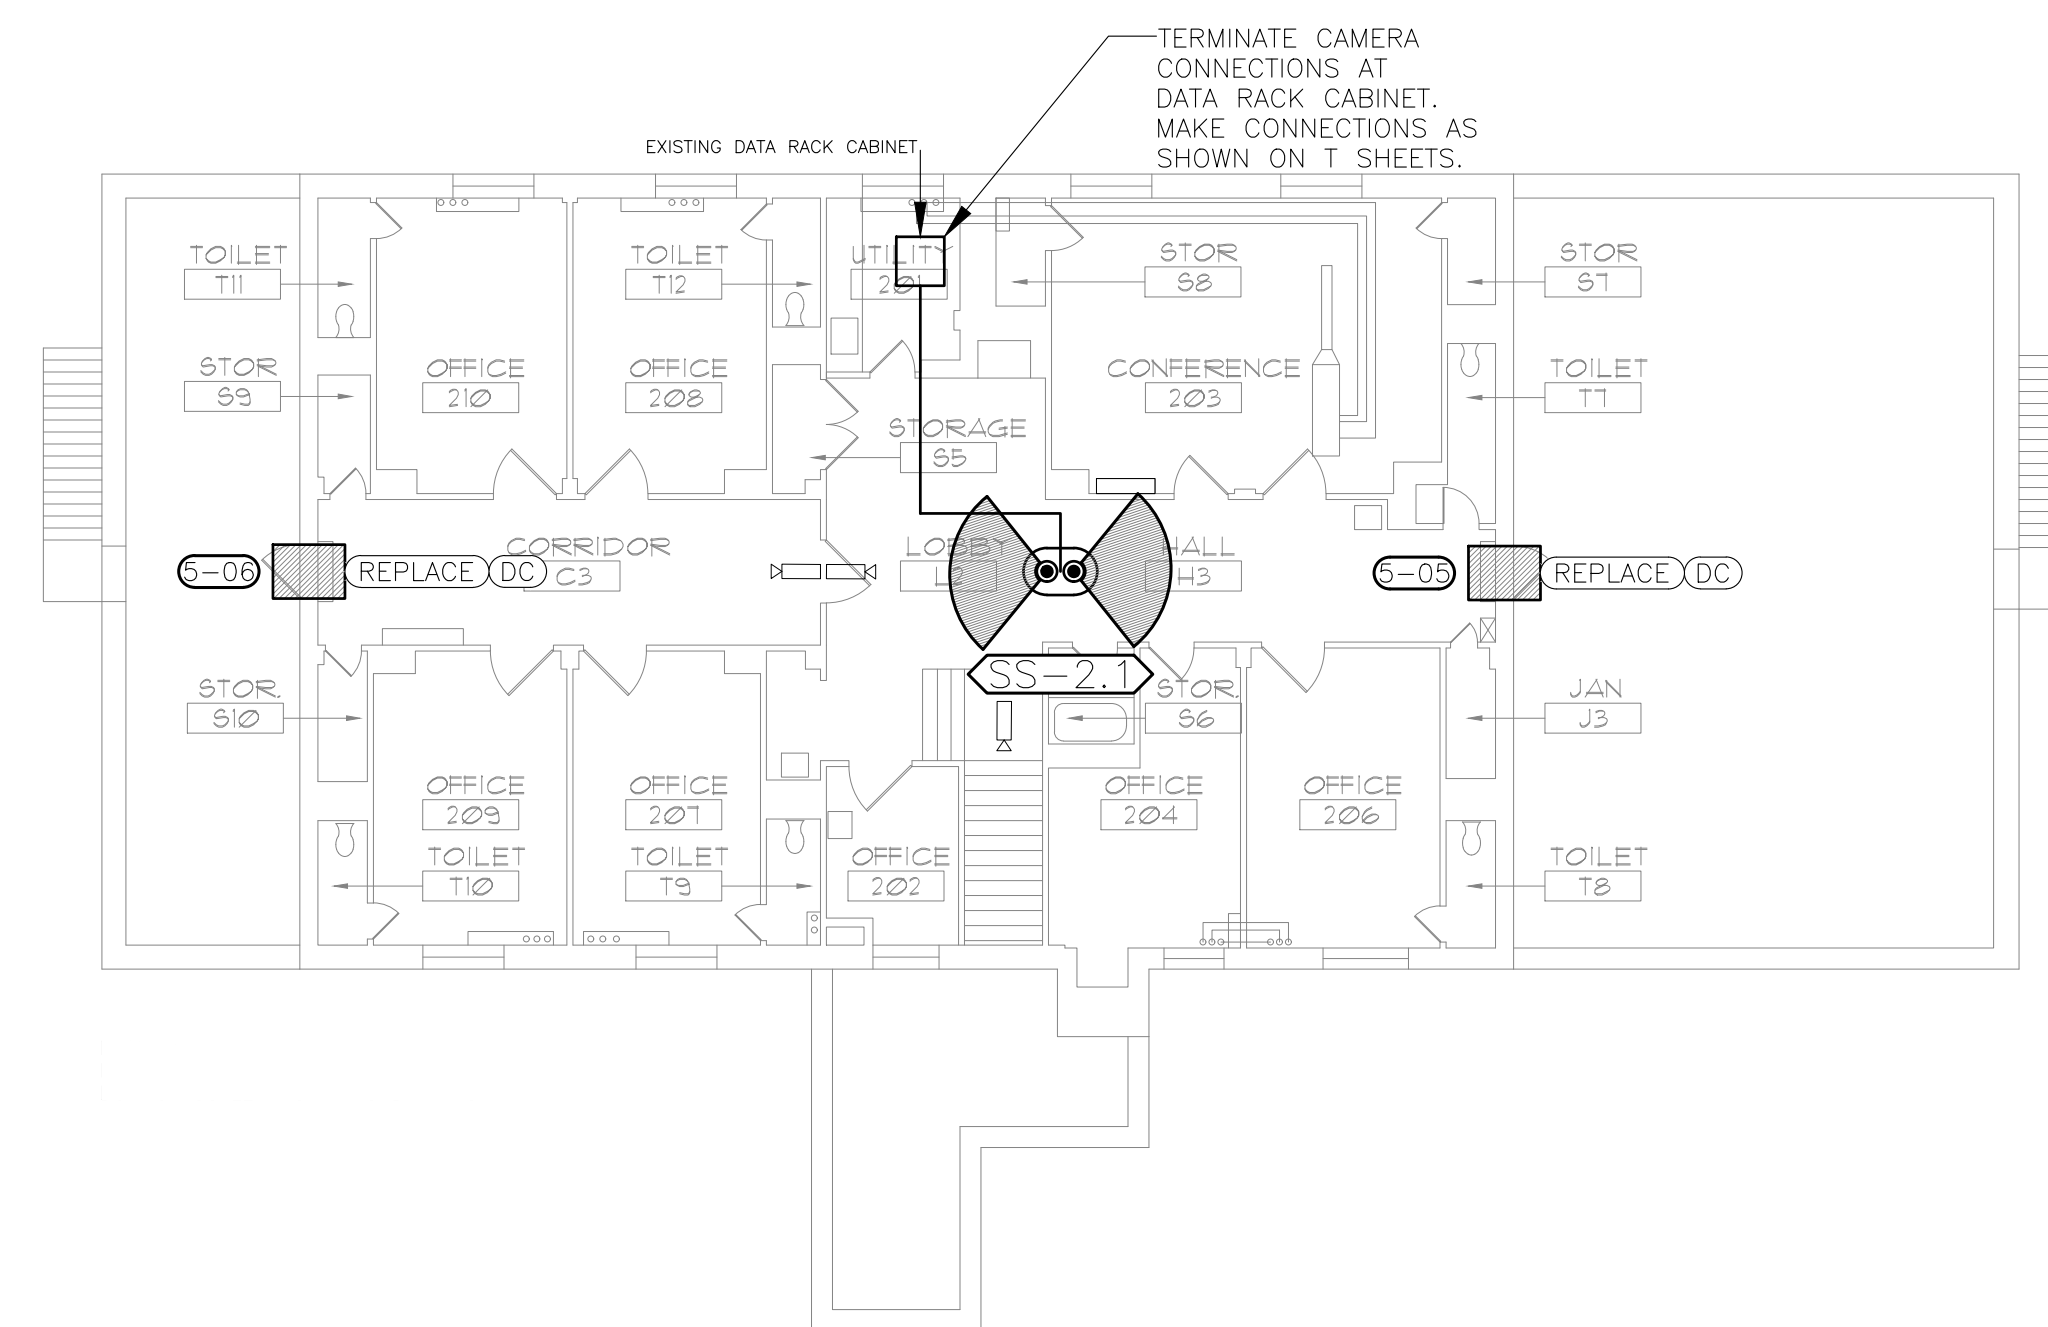 TERMINATE CAMERA
CONNECTIONS AT
DATA RACK CABINET.
MAKE CONNECTIONS AS
SHOWN ON T SHEETS.
EXISTING DATA RACK CABINET
TOILET
T11
TOILET
T12
UTILITY
201
STOR
S8
STOR
S7
STOR
S9
OFFICE
210
OFFICE
208
CONFERENCE
203
TOILET
T7
STORAGE
S5
5-06
REPLACE
DC
CORRIDOR
C3
LOBBY
L2
HALL
H3
5-05
REPLACE
DC
SS-2.1
STOR.
S10
STOR.
S6
JAN
J3
OFFICE
209
OFFICE
207
OFFICE
204
OFFICE
206
TOILET
T10
TOILET
T9
OFFICE
202
TOILET
T8